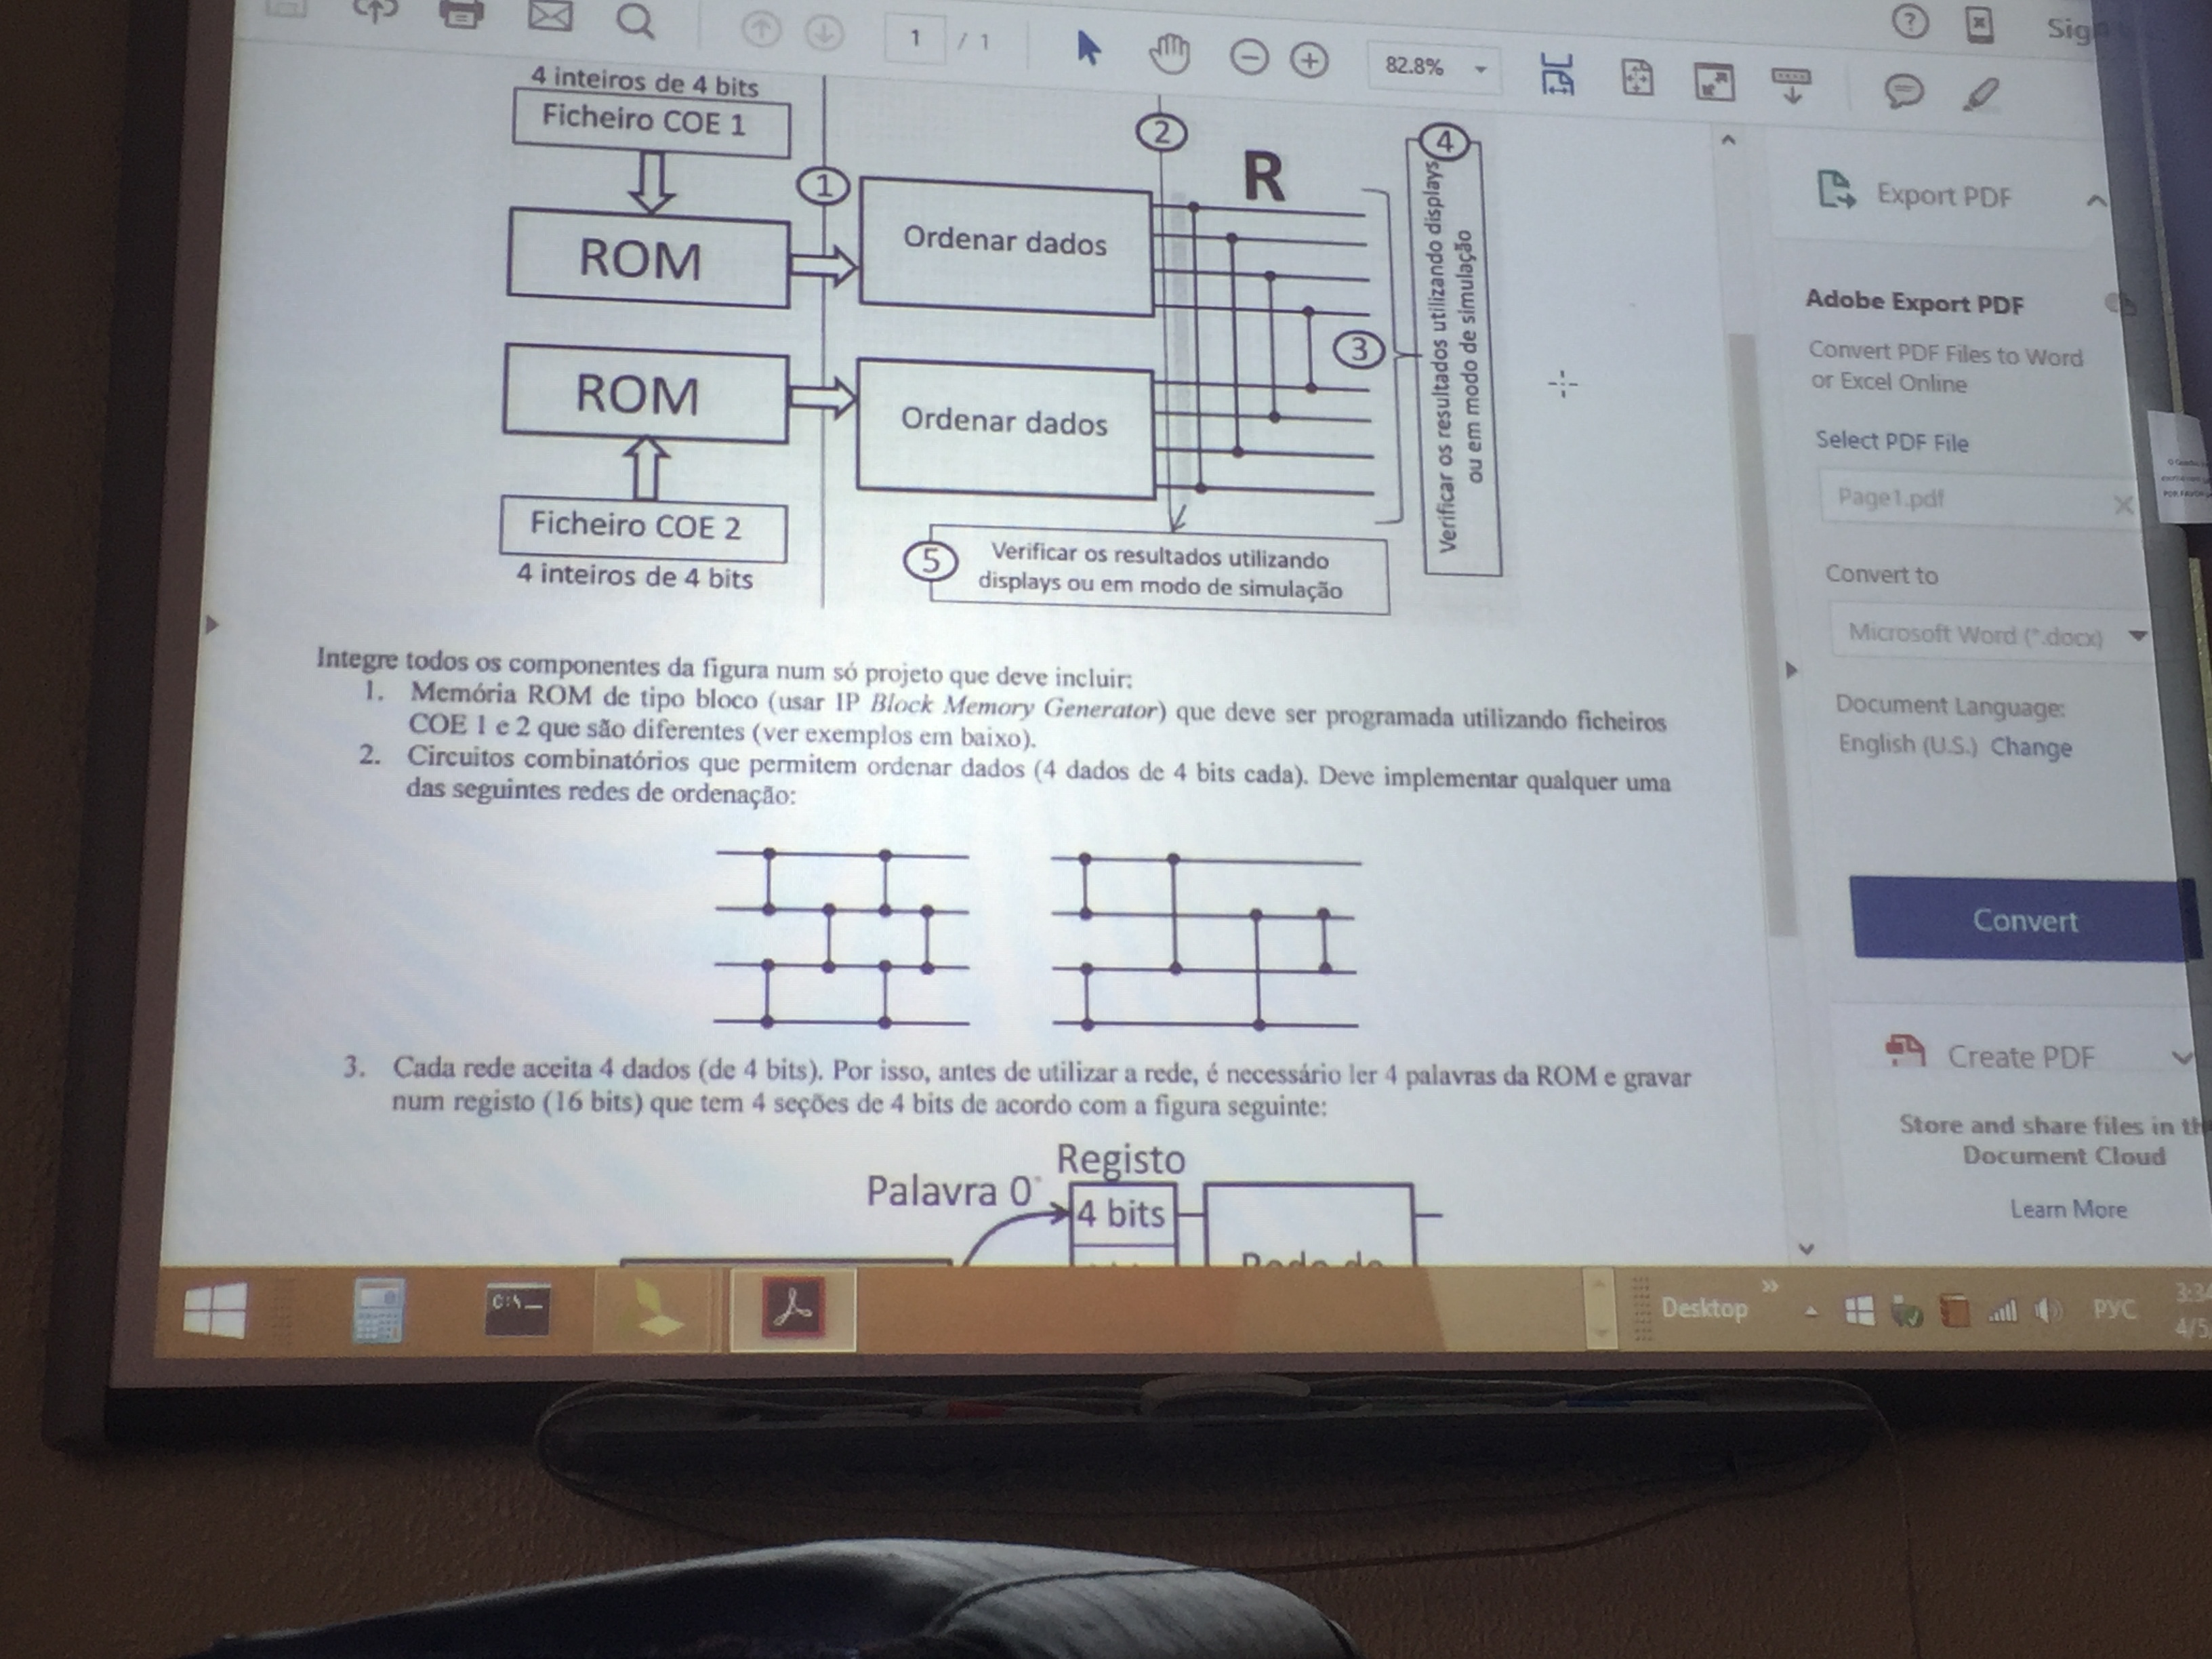 Sig
1 / 1
82.8%
4 inteiros de 4 bits
Ficheiro COE 1
1
2
R
4
ROM
Ordenar dados
Verificar os resultados utilizando displays
ou em modo de simulação
3
ROM
Ordenar dados
Ficheiro COE 2
4 inteiros de 4 bits
5
Verificar os resultados utilizando
displays ou em modo de simulação
Integre todos os componentes da figura num só projeto que deve incluir:
1. Memória ROM de tipo bloco (usar IP Block Memory Generator) que deve ser programada utilizando ficheiros
COE 1 e 2 que são diferentes (ver exemplos em baixo).
2. Circuitos combinatórios que permitem ordenar dados (4 dados de 4 bits cada). Deve implementar qualquer uma
das seguintes redes de ordenação:
3. Cada rede aceita 4 dados (de 4 bits). Por isso, antes de utilizar a rede, é necessário ler 4 palavras da ROM e gravar
num registo (16 bits) que tem 4 seções de 4 bits de acordo com a figura seguinte:
Registo
Palavra 0
4 bits
Rede de
Export PDF
Adobe Export PDF
Convert PDF Files to Word
or Excel Online
Select PDF File
Page1.pdf
Convert to
Microsoft Word (*.docx)
Document Language:
English (U.S.) Change
Convert
Create PDF
Store and share files in the
Document Cloud
Learn More
C:\_
Desktop
РУС
3:34
4/5